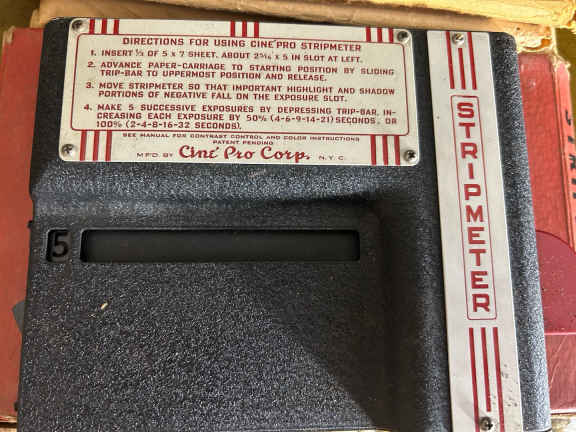 DIRECTIONS FOR USING CINÉ PRO STRIPMETER
1. INSERT ⅓ OF 5 x 7 SHEET, ABOUT 2 5/16 x 5 IN SLOT AT LEFT.
2. ADVANCE PAPER-CARRIAGE TO STARTING POSITION BY SLIDING
TRIP-BAR TO UPPERMOST POSITION AND RELEASE.
3. MOVE STRIPMETER SO THAT IMPORTANT HIGHLIGHT AND SHADOW
PORTIONS OF NEGATIVE FALL ON THE EXPOSURE SLOT.
4. MAKE 5 SUCCESSIVE EXPOSURES BY DEPRESSING TRIP-BAR, IN-
CREASING EACH EXPOSURE BY 50% (4-6-9-14-21) SECONDS, OR
100% (2-4-8-16-32 SECONDS).
SEE MANUAL FOR CONTRAST CONTROL AND COLOR INSTRUCTIONS
PATENT PENDING
M'F'D. BY Ciné Pro Corp. N.Y.C.
STRIPMETER
5